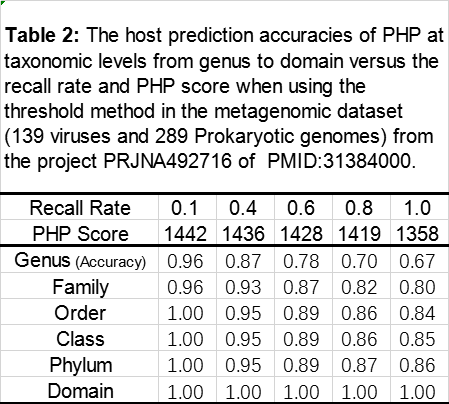 Table 2: The host prediction accuracies of PHP at
taxonomic levels from genus to domain versus the
recall rate and PHP score when using the
threshold method in the metagenomic dataset
(139 viruses and 289 Prokaryotic genomes) from
the project PRJNA492716 of  PMID:31384000.
Recall Rate 0.1 0.4 0.6 0.8 1.0
PHP Score 1442 1436 1428 1419 1358
Genus (Accuracy) 0.96 0.87 0.78 0.70 0.67
Family 0.96 0.93 0.87 0.82 0.80
Order 1.00 0.95 0.89 0.86 0.84
Class 1.00 0.95 0.89 0.86 0.85
Phylum 1.00 0.95 0.89 0.87 0.86
Domain 1.00 1.00 1.00 1.00 1.00